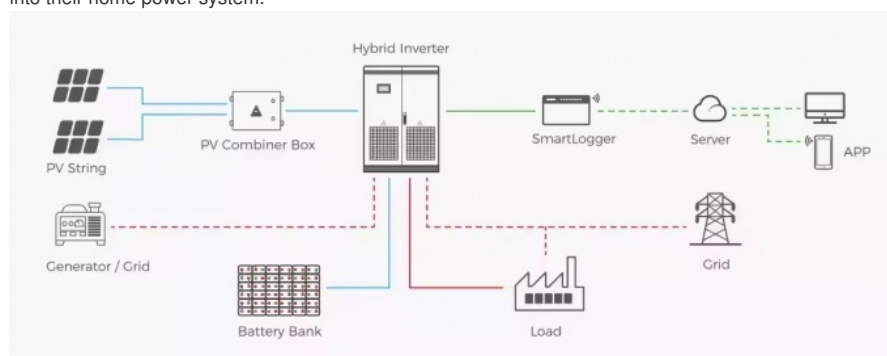 into their home power system.
Hybrid Inverter
PV String
PV Combiner Box
SmartLogger
Server
APP
Generator / Grid
Battery Bank
Load
Grid